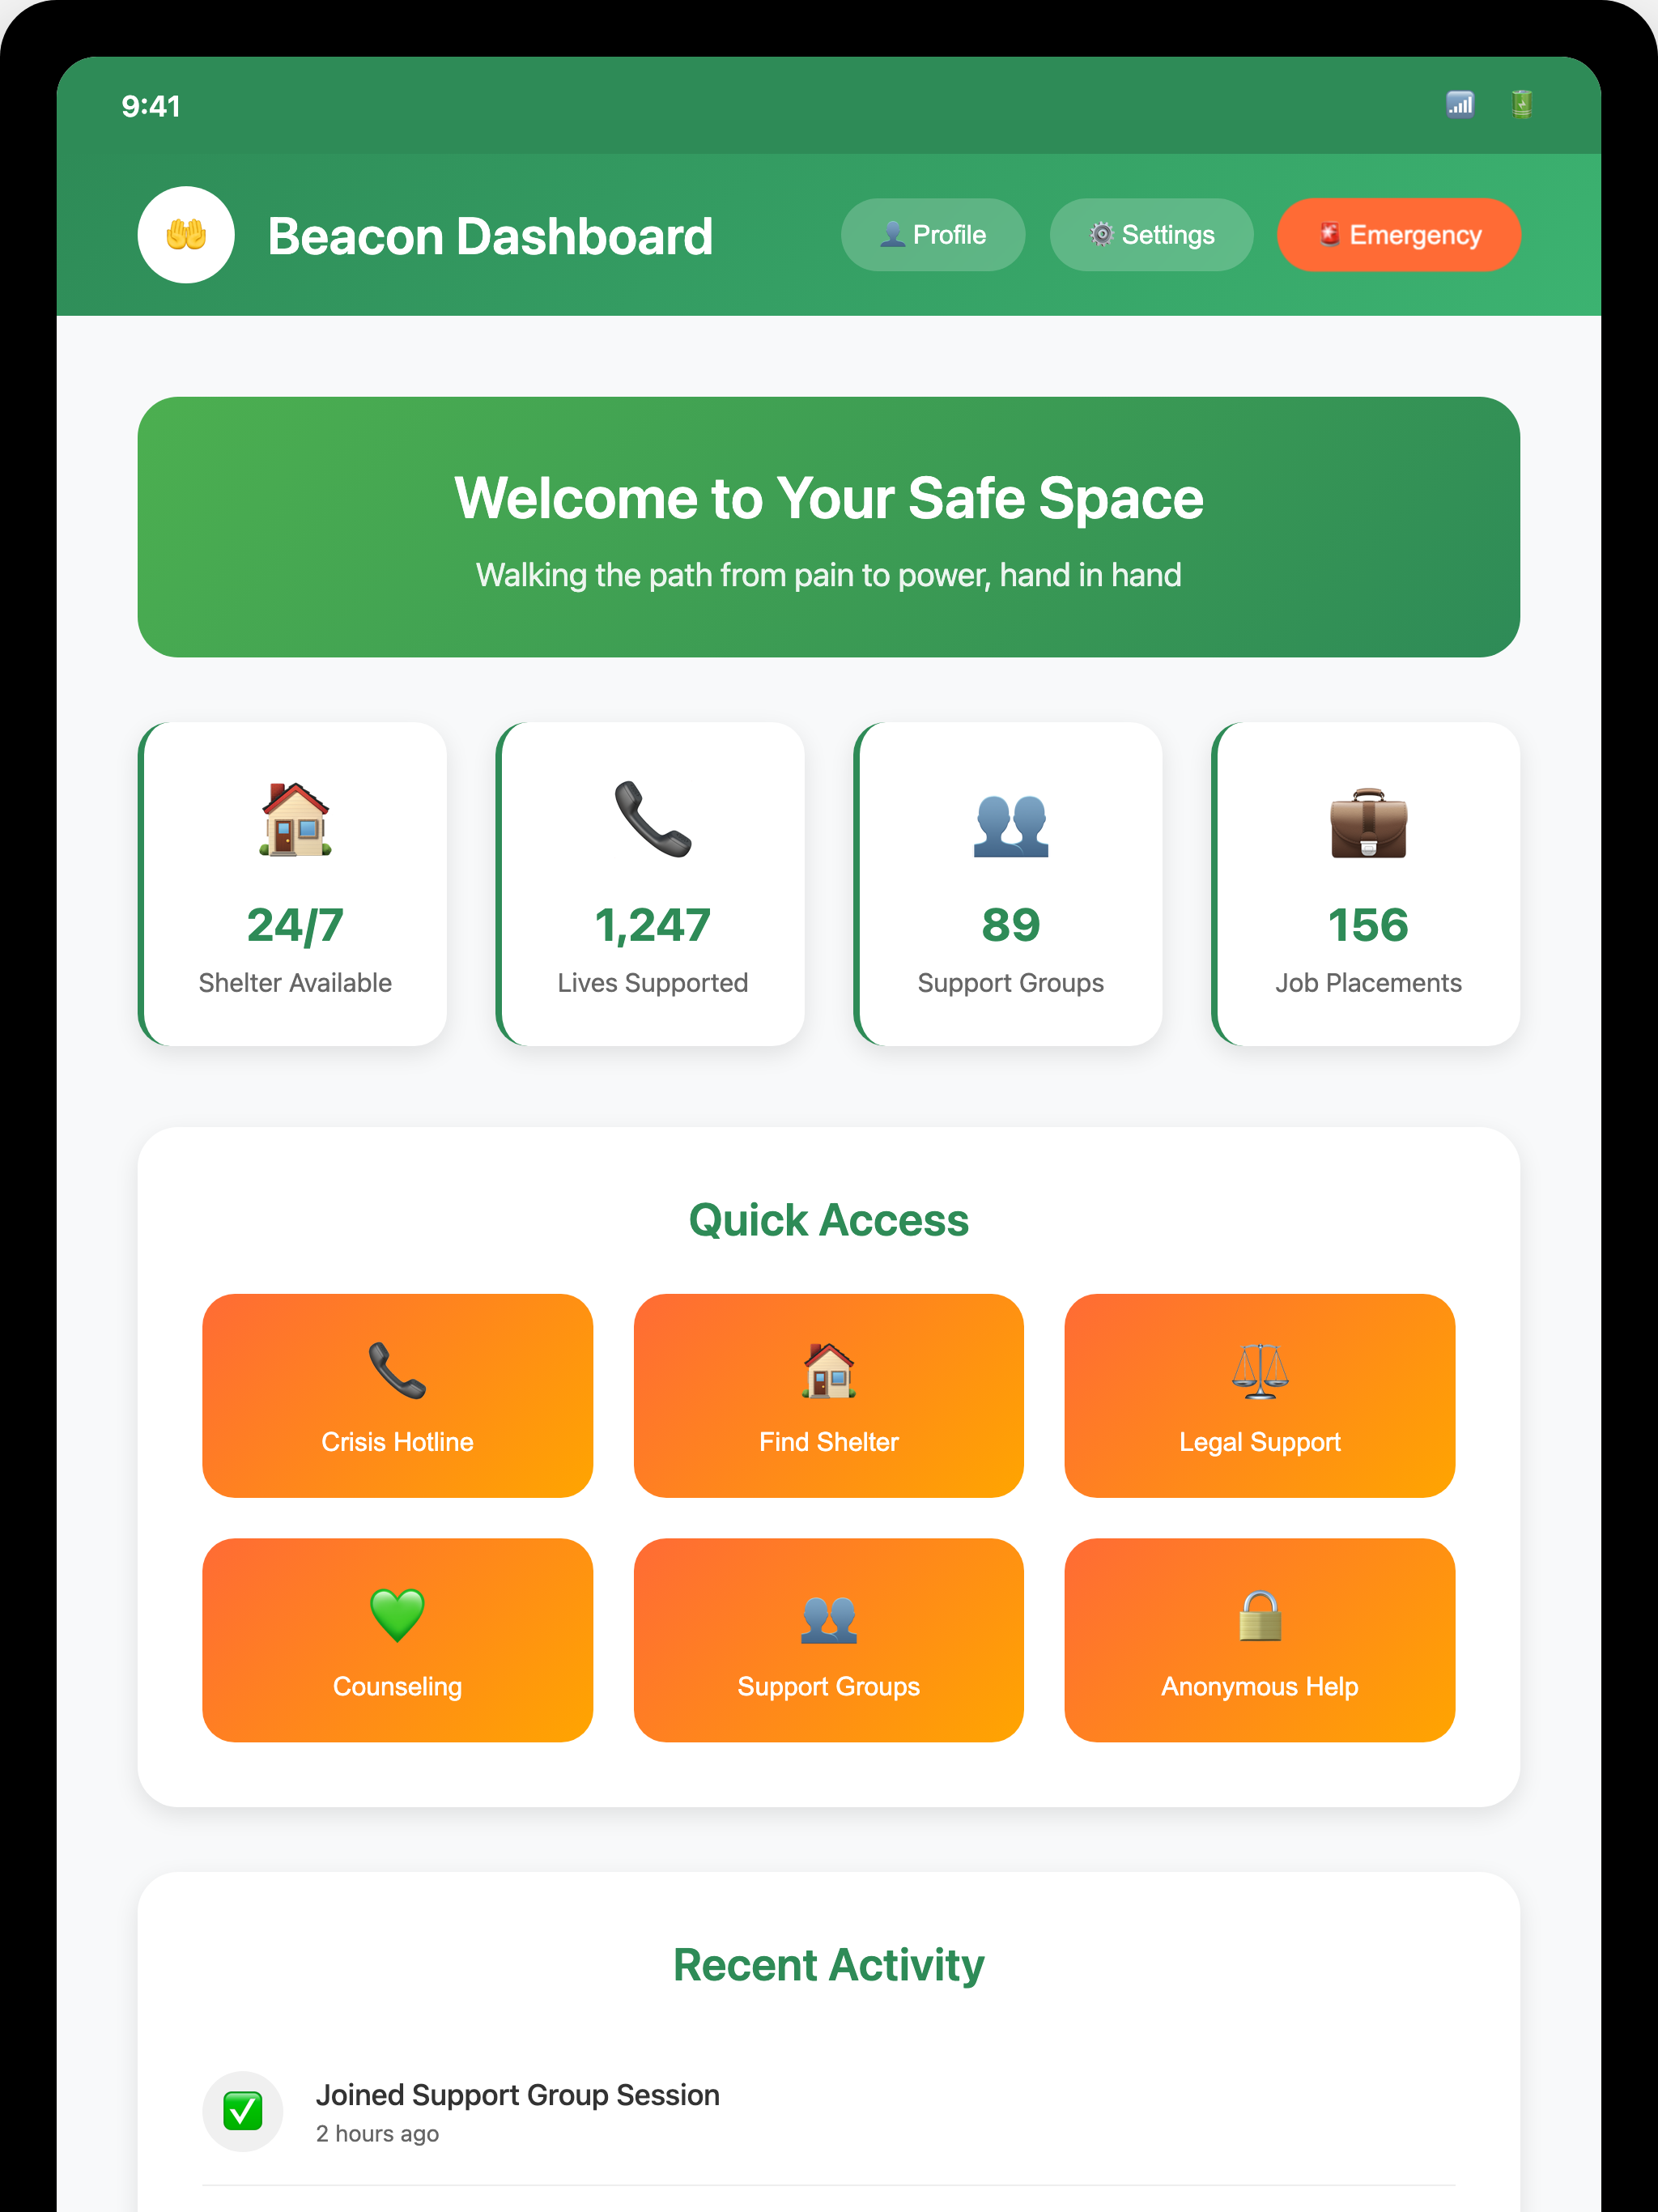 9:41
Beacon Dashboard
Profile
Settings
Emergency
Welcome to Your Safe Space
Walking the path from pain to power, hand in hand
24/7
Shelter Available
1,247
Lives Supported
89
Support Groups
156
Job Placements
Quick Access
Crisis Hotline
Find Shelter
Legal Support
Counseling
Support Groups
Anonymous Help
Recent Activity
Joined Support Group Session
2 hours ago